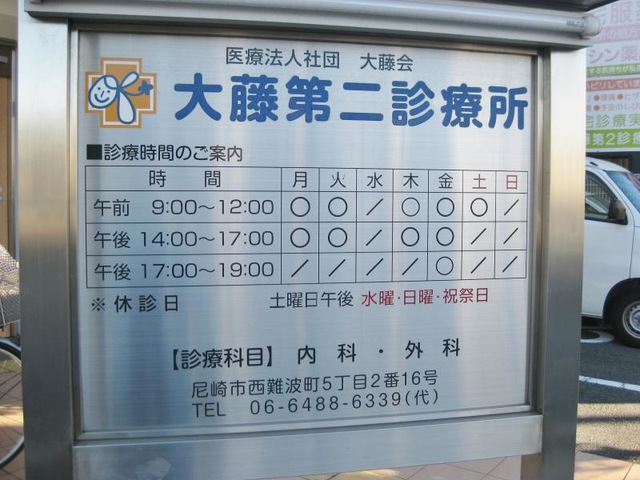 医療法人社団 大藤会
大藤第二診療所
■診療時間のご案内
時間 月 火 水 木 金 土 日
午前 9:00～12:00 ○ ○ ／ ○ ○ ○ ／
午後 14:00～17:00 ○ ○ ／ ○ ○ ／ ／
午後 17:00～19:00 ／ ／ ／ ／ ○ ／ ／
※休診日 土曜日午後 水曜・日曜・祝祭日
【診療科目】 内科・外科
尼崎市西難波町5丁目2番16号
TEL 06-6488-6339(代)